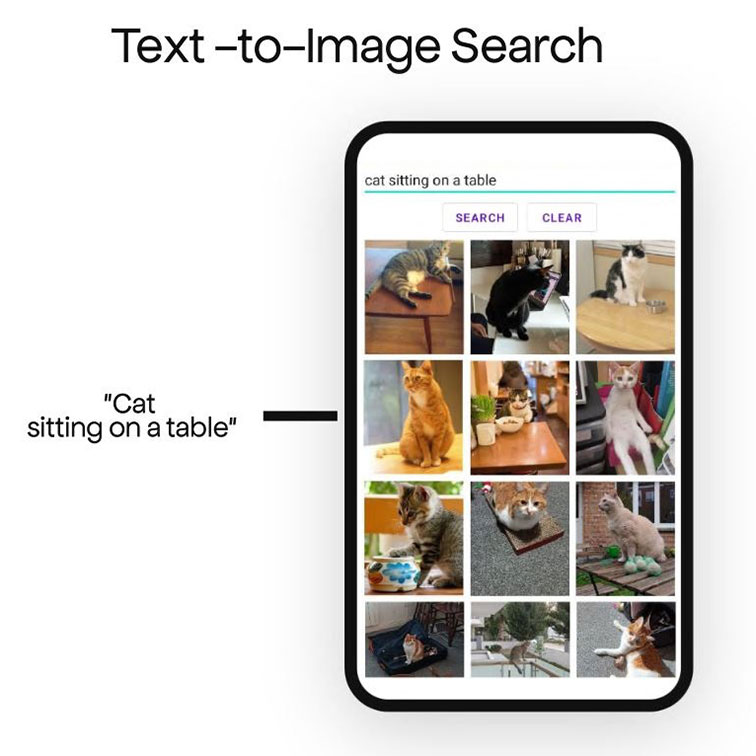 Text –to–Image Search
cat sitting on a table
SEARCH CLEAR
"Cat
sitting on a table"